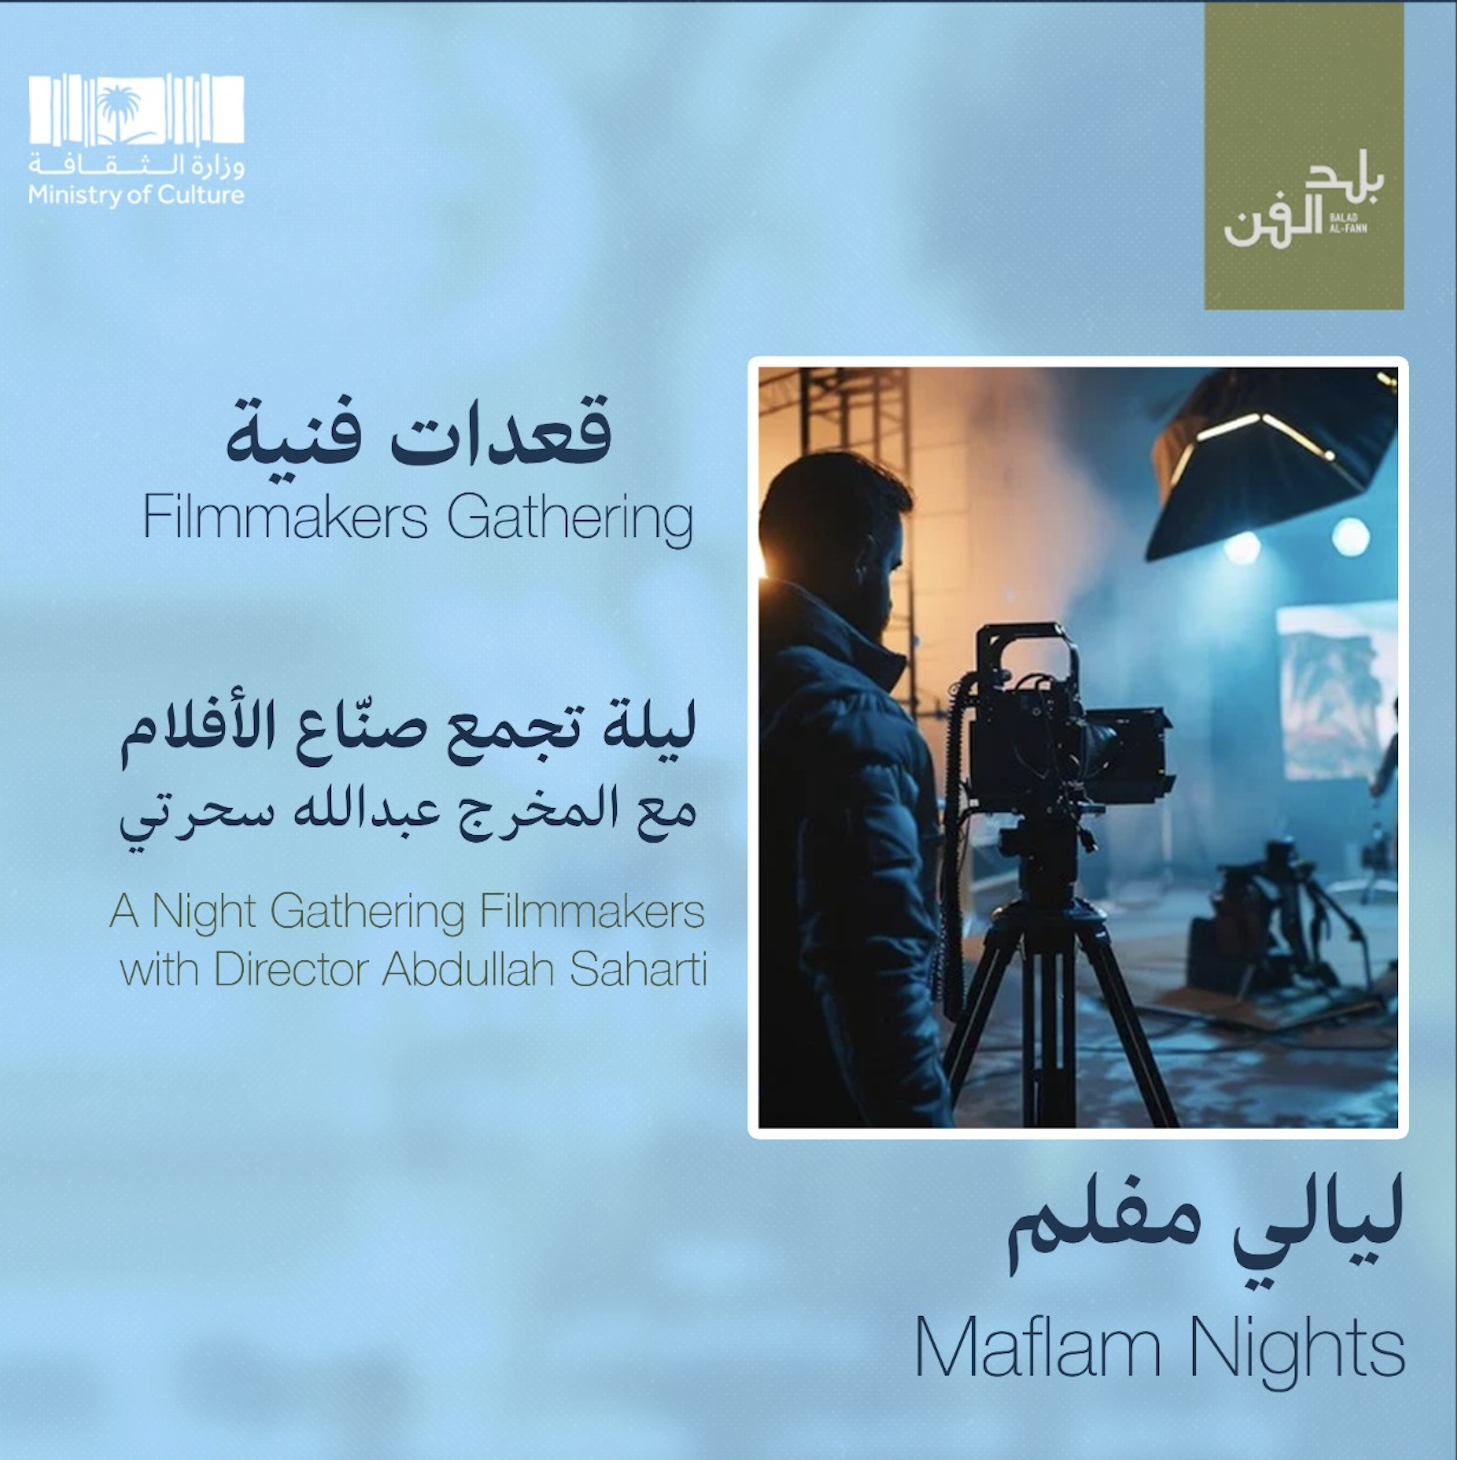 وزارة الثقافة
Ministry of Culture
بلد
الفن
BALAD
AL-FANN
قعدات فنية
Filmmakers Gathering
ليلة تجمع صنّاع الأفلام
مع المخرج عبدالله سحرتي
A Night Gathering Filmmakers
with Director Abdullah Saharti
ليالي مفلم
Maflam Nights